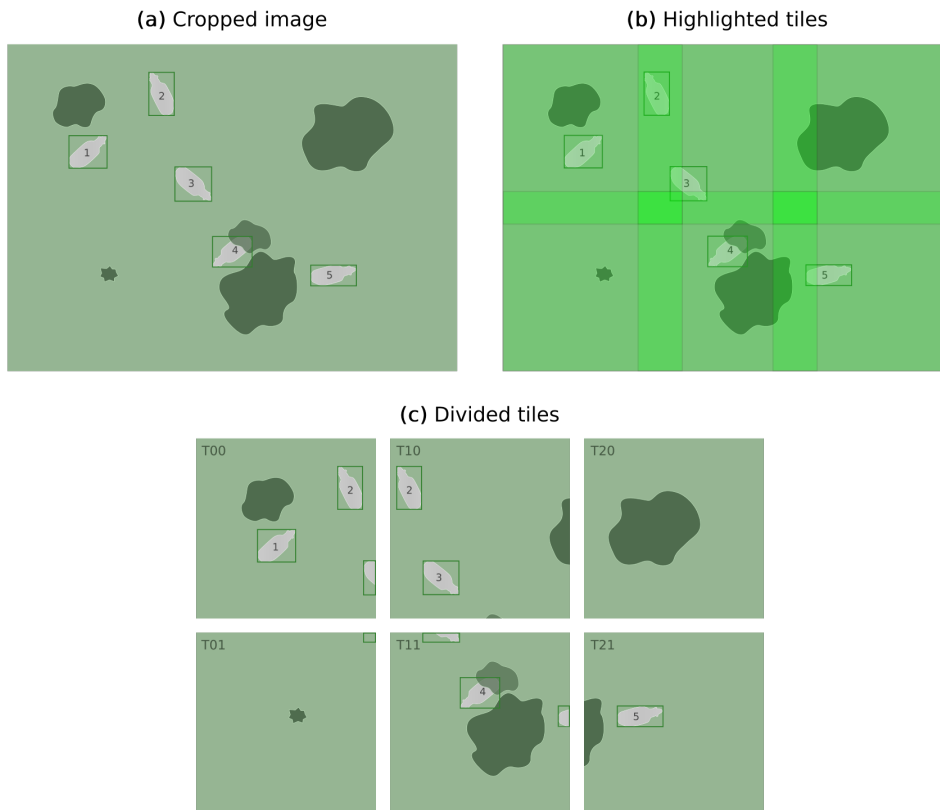 (a) Cropped image
(b) Highlighted tiles
2
1
3
4
5
2
1
3
4
5
(c) Divided tiles
T00
2
1
T10
2
3
T20
T01
T11
4
T21
5